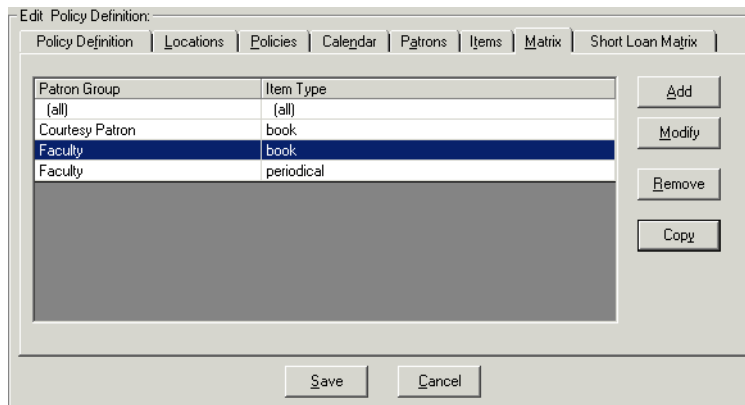 Edit Policy Definition:
Policy Definition Locations Policies Calendar Patrons Items Matrix Short Loan Matrix
Patron Group Item Type
(all) (all)
Courtesy Patron book
Faculty book
Faculty periodical
Add
Modify
Remove
Copy
Save Cancel